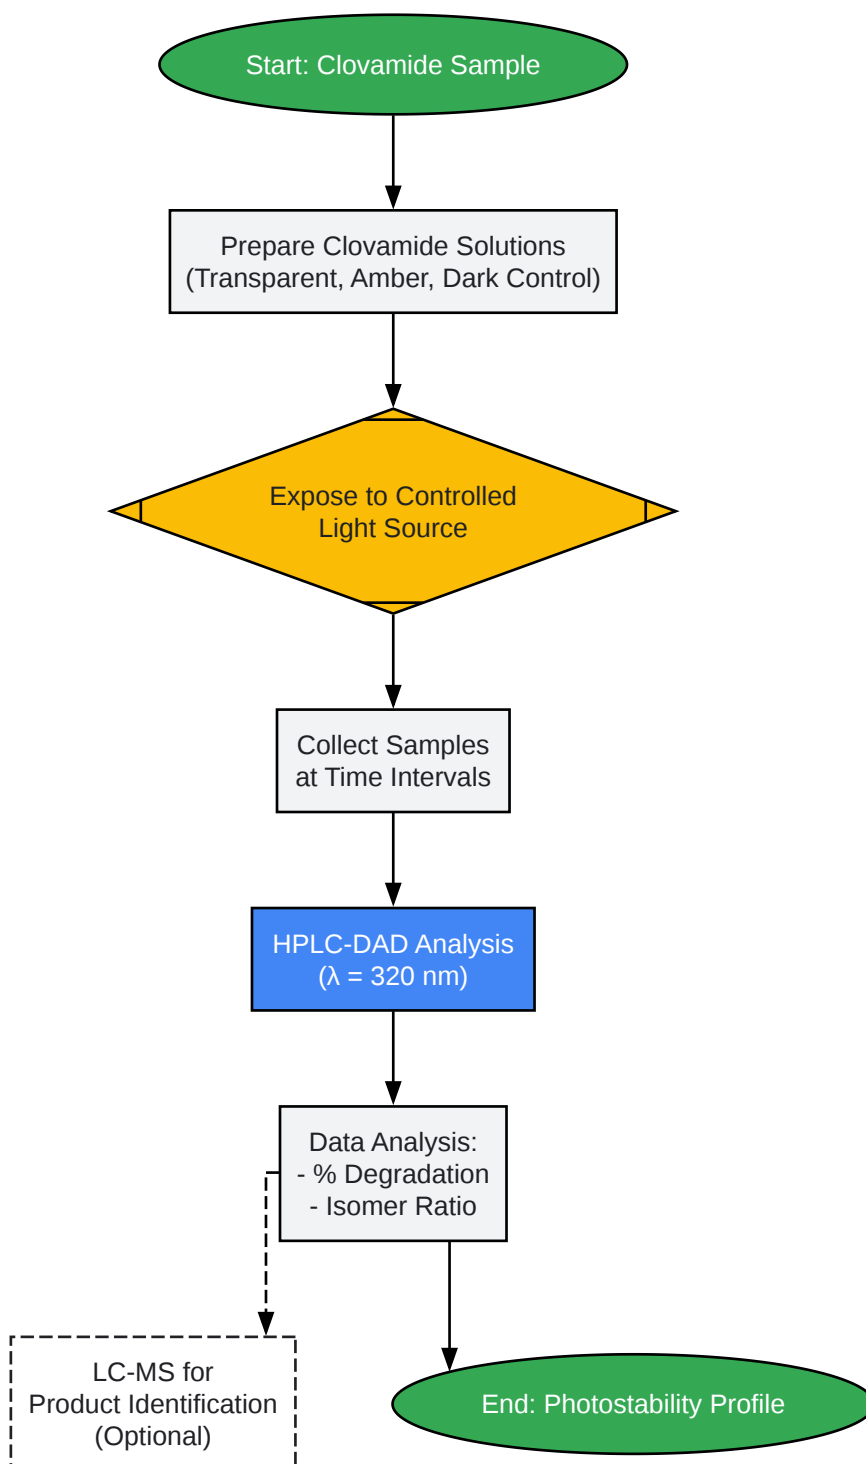 Start: Clovamide Sample
Prepare Clovamide Solutions
(Transparent, Amber, Dark Control)
Expose to Controlled
Light Source
Collect Samples
at Time Intervals
HPLC-DAD Analysis
(λ = 320 nm)
Data Analysis:
- % Degradation
- Isomer Ratio
LC-MS for
Product Identification
(Optional)
End: Photostability Profile